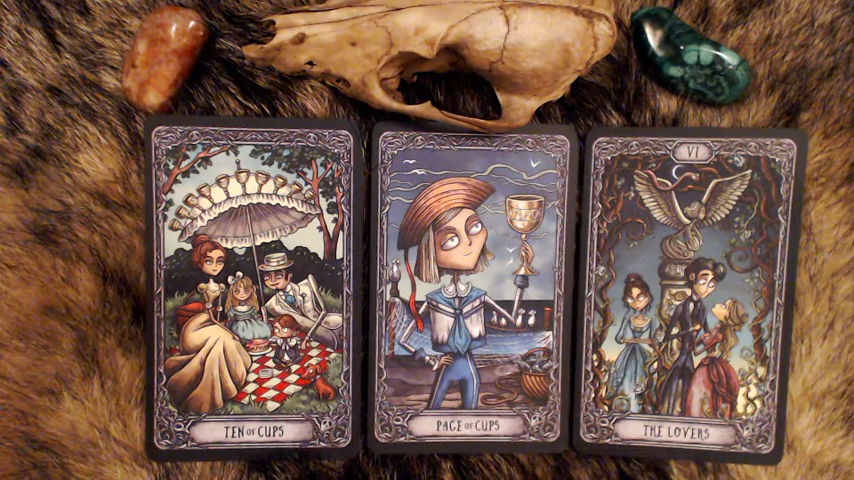 TEN OF CUPS
PAGE OF CUPS
VI
THE LOVERS